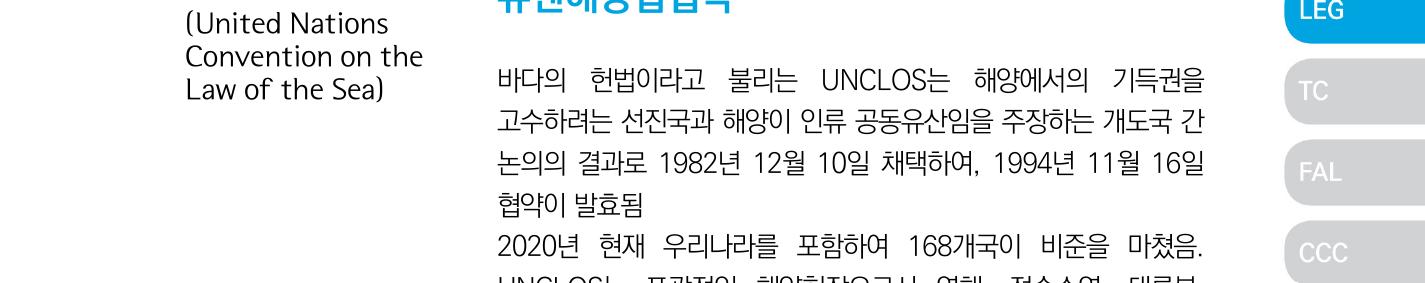 (United Nations
Convention on the
Law of the Sea)
바다의 헌법이라고 불리는 UNCLOS는 해양에서의 기득권을
고수하려는 선진국과 해양이 인류 공동유산임을 주장하는 개도국 간
논의의 결과로 1982년 12월 10일 채택하여, 1994년 11월 16일
협약이 발효됨
2020년 현재 우리나라를 포함하여 168개국이 비준을 마쳤음.
LEG
TC
FAL
CCC